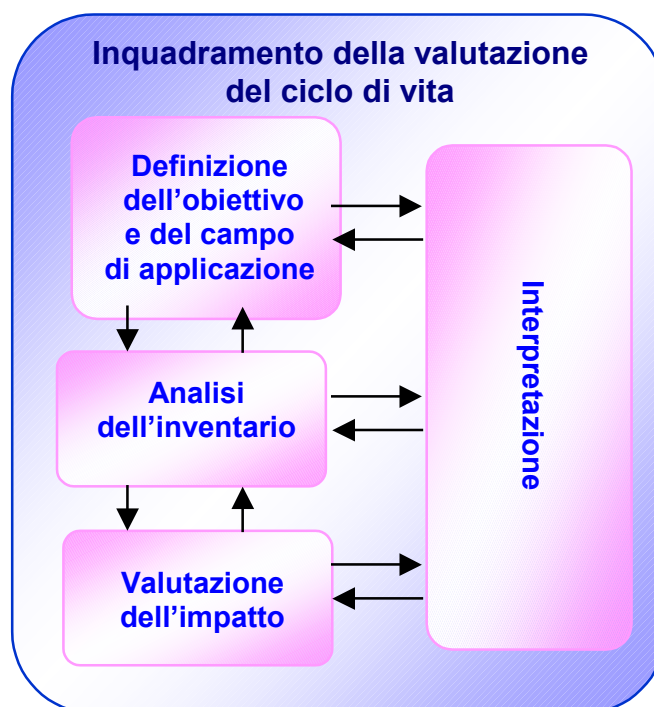 Inquadramento della valutazione
del ciclo di vita
Definizione
dell’obiettivo
e del campo
di applicazione
Analisi
dell’inventario
Valutazione
dell’impatto
Interpretazione